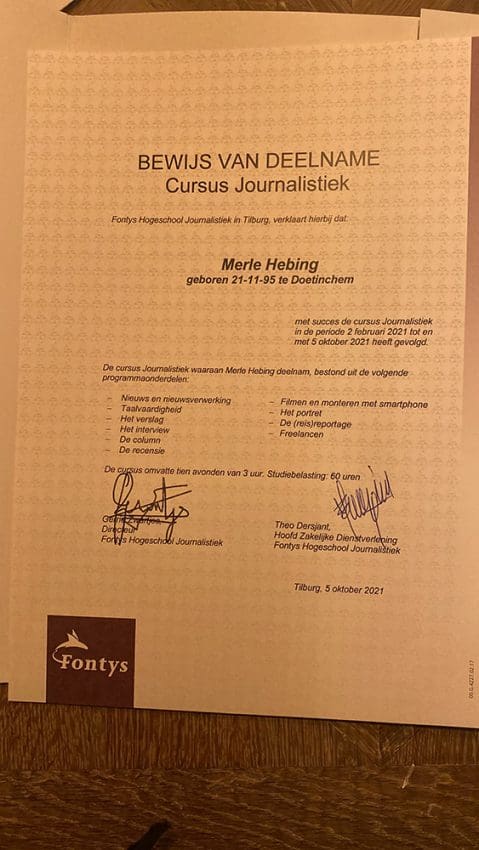 BEWIJS VAN DEELNAME
Cursus Journalistiek
Fontys Hogeschool Journalistiek in Tilburg, verklaart hierbij dat:
Merle Hebing
geboren 21-11-95 te Doetinchem
met succes de cursus Journalistiek
in de periode 2 februari 2021 tot en
met 5 oktober 2021 heeft gevolgd.
De cursus Journalistiek waaraan Merle Hebing deelnam, bestond uit de volgende
programmaonderdelen:
– Nieuws en nieuwsverwerking
– Taalvaardigheid
– Het verslag
– Het interview
– De column
– De recensie
– Filmen en monteren met smartphone
– Het portret
– De (reis)reportage
– Freelancen
De cursus omvatte tien avonden van 3 uur. Studiebelasting: 60 uren
Directeur
Fontys Hogeschool Journalistiek
Theo Dersjant,
Hoofd Zakelijke Dienstverlening
Fontys Hogeschool Journalistiek
Tilburg, 5 oktober 2021
Fontys